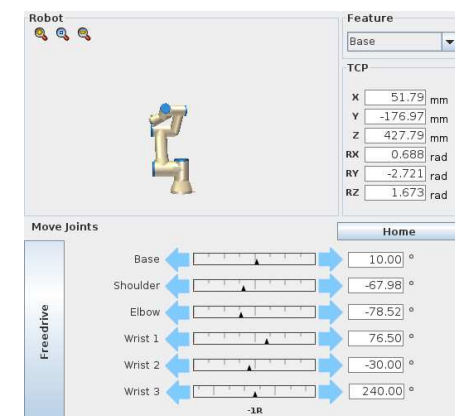 Robot
Feature
Base
TCP
X 51.79 mm
Y -176.97 mm
Z 427.79 mm
RX 0.688 rad
RY -2.721 rad
RZ 1.673 rad
Move Joints
Home
Freedrive
Base 10.00 °
Shoulder -67.98 °
Elbow -78.52 °
Wrist 1 76.50 °
Wrist 2 -30.00 °
Wrist 3 240.00 °
-1R